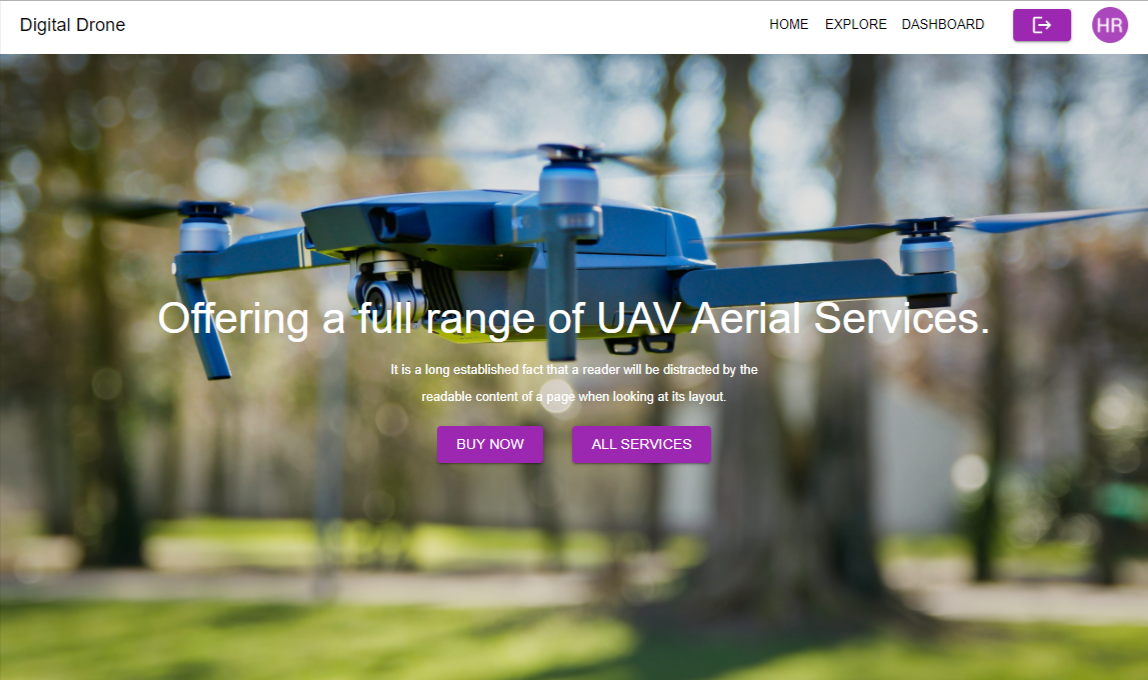 Digital Drone
HOME EXPLORE DASHBOARD
HR
Offering a full range of UAV Aerial Services.
It is a long established fact that a reader will be distracted by the
readable content of a page when looking at its layout.
BUY NOW ALL SERVICES